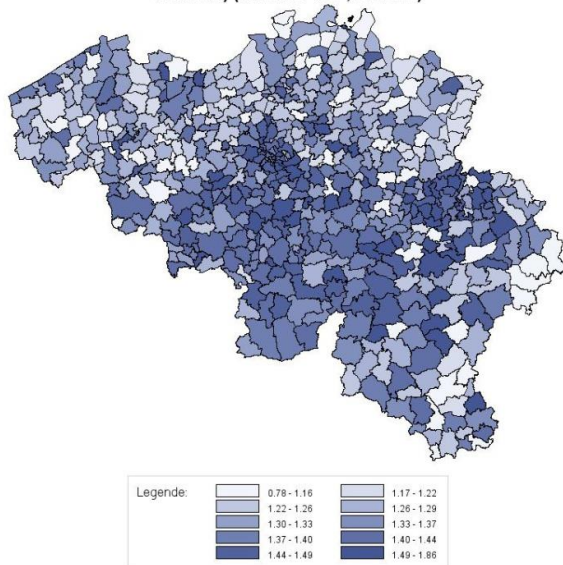 Legende:
0.78 - 1.16 1.17 - 1.22
1.22 - 1.26 1.26 - 1.29
1.30 - 1.33 1.33 - 1.37
1.37 - 1.40 1.40 - 1.44
1.44 - 1.49 1.49 - 1.86